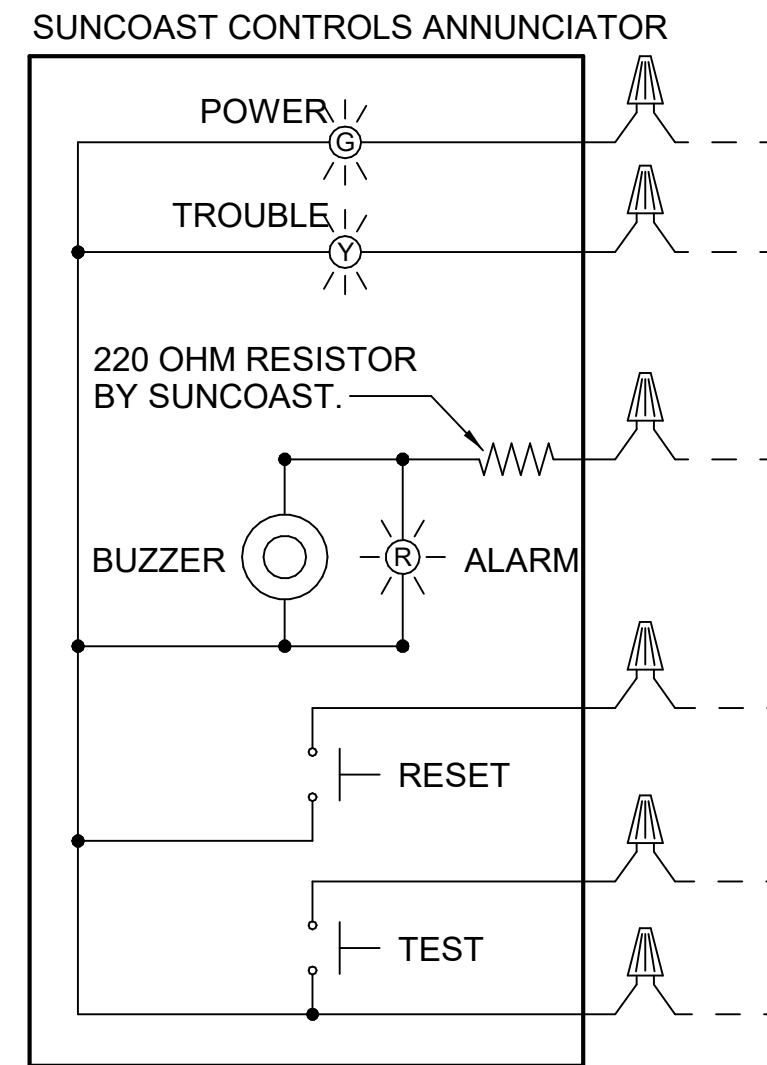 SUNCOAST CONTROLS ANNUNCIATOR
POWER
G
TROUBLE
Y
220 OHM RESISTOR
BY SUNCOAST.
BUZZER
R
ALARM
RESET
TEST